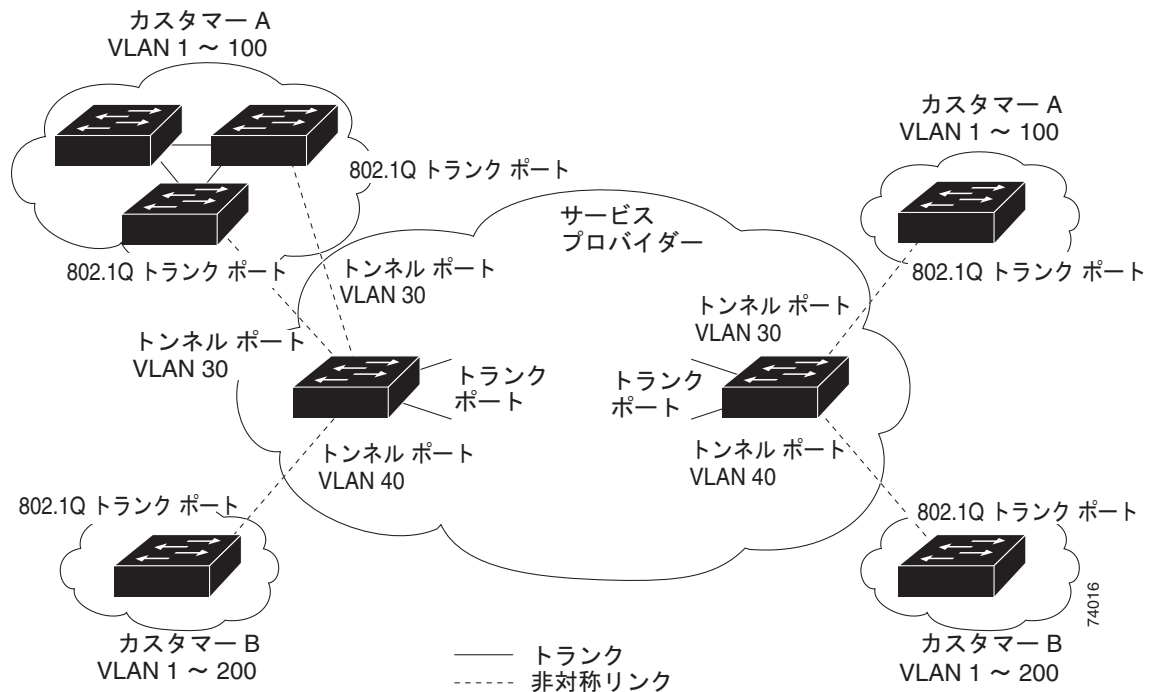 カスタマー A
VLAN 1 ～ 100
802.1Q トランク ポート
802.1Q トランク ポート
トンネル ポート
VLAN 30
トンネル ポート
VLAN 30
サービス
プロバイダー
カスタマー A
VLAN 1 ～ 100
802.1Q トランク ポート
トンネル ポート
VLAN 30
トランク
ポート
トランク
ポート
トンネル ポート
VLAN 40
トンネル ポート
VLAN 40
802.1Q トランク ポート
カスタマー B
VLAN 1 ～ 200
802.1Q トランク ポート
カスタマー B
VLAN 1 ～ 200
74016
トランク
非対称リンク